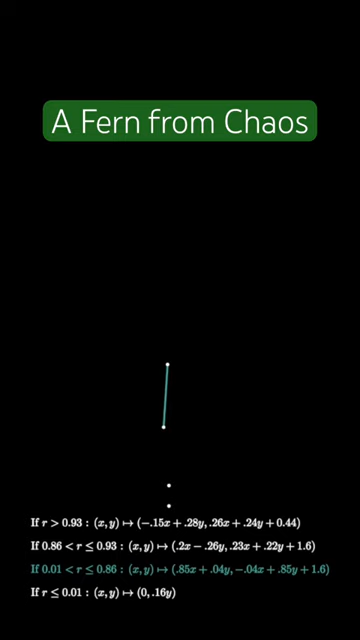 A Fern from Chaos
If r > 0.93 : (x, y) ↦ (−.15x + .28y, .26x + .24y + 0.44)
If 0.86 < r ≤ 0.93 : (x, y) ↦ (.2x − .26y, .23x + .22y + 1.6)
If 0.01 < r ≤ 0.86 : (x, y) ↦ (.85x + .04y, −.04x + .85y + 1.6)
If r ≤ 0.01 : (x, y) ↦ (0, .16y)